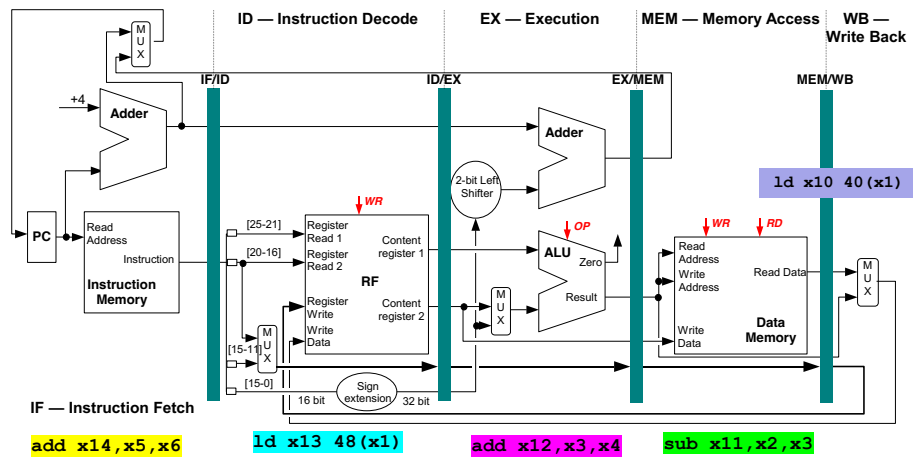 ID — Instruction Decode
EX — Execution
MEM — Memory Access
WB —
Write Back
M
U
X
IF/ID
ID/EX
EX/MEM
MEM/WB
+4
Adder
Adder
2-bit Left
Shifter
ld x10 40(x1)
PC
Read
Address
Instruction
Instruction
Memory
[25-21]
[20-16]
[15-11]
[15-0]
WR
Register
Read 1
Register
Read 2
RF
Register
Write
Write
Data
Content
register 1
Content
register 2
M
U
X
16 bit
Sign
extension
32 bit
M
U
X
OP
ALU
Zero
Result
WR
RD
Read
Address
Write
Address
Read Data
Write
Data
Data
Memory
M
U
X
IF — Instruction Fetch
add x14,x5,x6
ld x13 48(x1)
add x12,x3,x4
sub x11,x2,x3